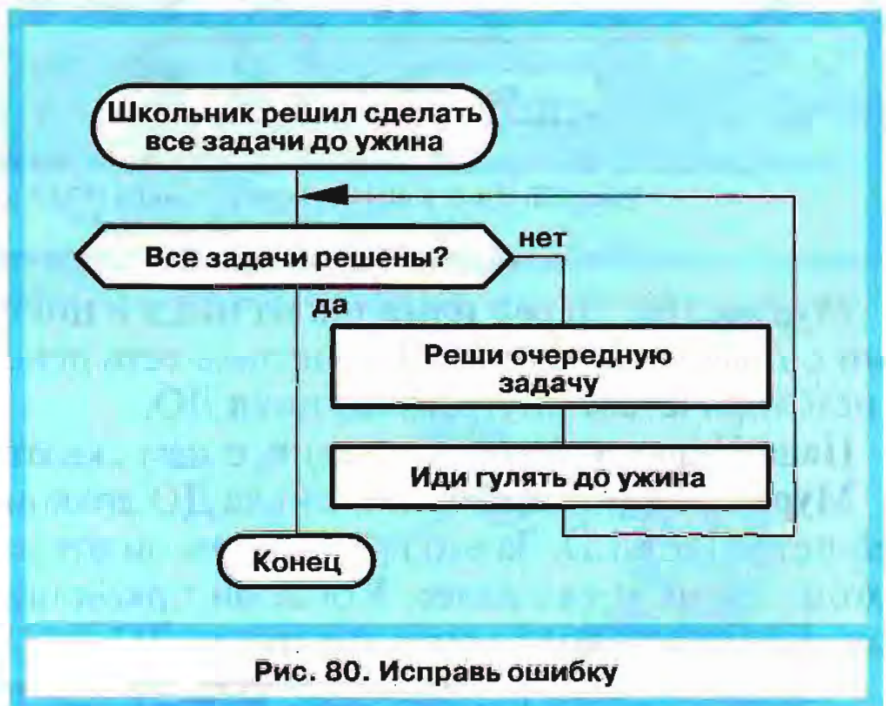 Школьник решил сделать
все задачи до ужина
Все задачи решены?
нет
да
Реши очередную
задачу
Иди гулять до ужина
Конец
Рис. 80. Исправь ошибку